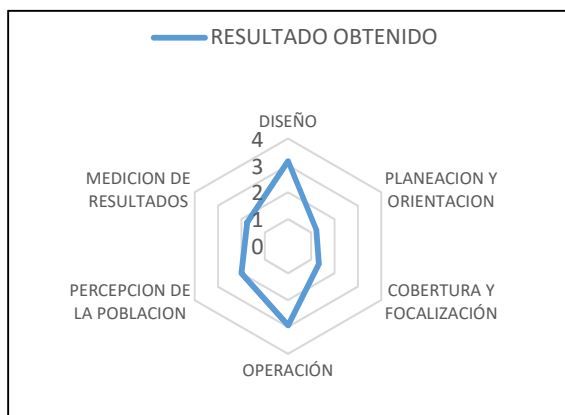 RESULTADO OBTENIDO
DISEÑO
4
3
2
1
0
PLANEACION Y
ORIENTACION
COBERTURA Y
FOCALIZACIÓN
OPERACIÓN
PERCEPCION DE
LA POBLACION
MEDICION DE
RESULTADOS